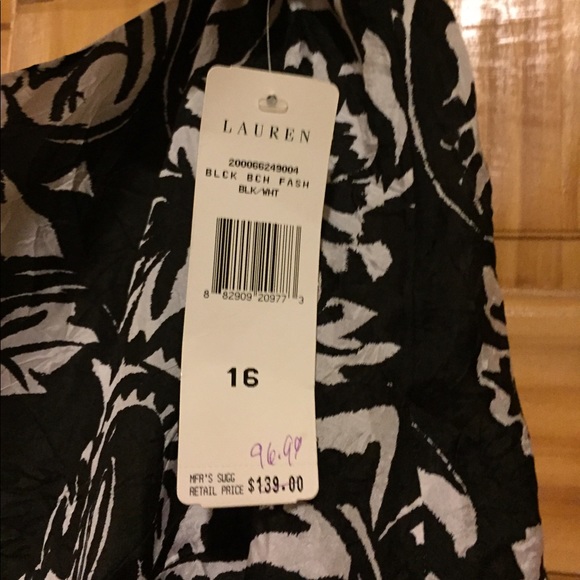 LAUREN
200066249004
BLCK BCH FASH
BLK/WHT
8 82909 20977 3
16
96.99
MFR'S SUGG
RETAIL PRICE $139.00